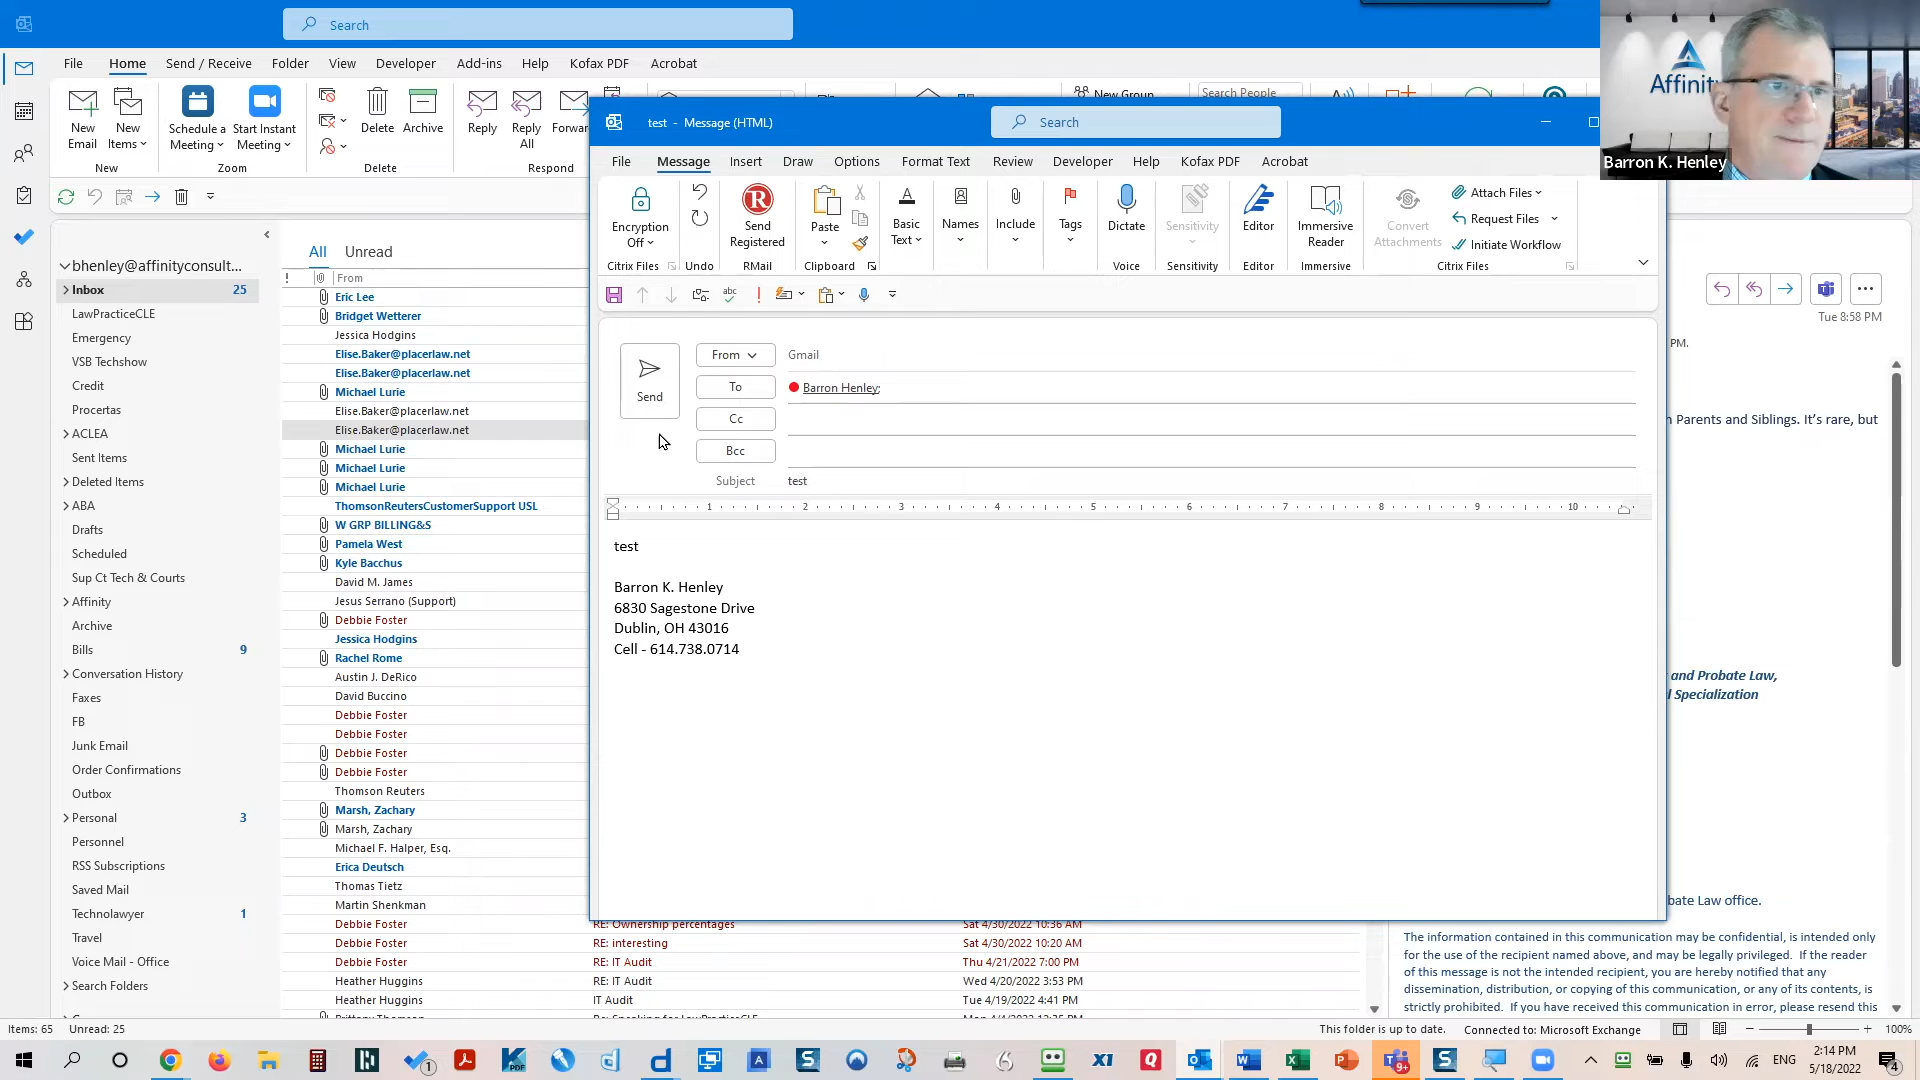 Search
File Home Send / Receive Folder View Developer Add-ins Help Kofax PDF Acrobat
New Email
New Items
Schedule a Meeting
Start Instant Meeting
Delete
Archive
Reply
Reply All
Forward
New Group
Search People
New
Zoom
Delete
Respond
bhenley@affinityconsult...
Inbox 25
LawPracticeCLE
Emergency
VSB Techshow
Credit
Procertas
ACLEA
Sent Items
Deleted Items
ABA
Drafts
Scheduled
Sup Ct Tech & Courts
Affinity
Archive
Bills 9
Conversation History
Faxes
FB
Junk Email
Order Confirmations
Outbox
Personal 3
Personnel
RSS Subscriptions
Saved Mail
Technolawyer 1
Travel
Voice Mail - Office
Search Folders
All Unread
! From
Eric Lee
Bridget Wetterer
Jessica Hodgins
Elise.Baker@placerlaw.net
Elise.Baker@placerlaw.net
Michael Lurie
Elise.Baker@placerlaw.net
Elise.Baker@placerlaw.net
Michael Lurie
Michael Lurie
Michael Lurie
ThomsonReutersCustomerSupport USL
W GRP BILLING&S
Pamela West
Kyle Bacchus
David M. James
Jesus Serrano (Support)
Debbie Foster
Jessica Hodgins
Rachel Rome
Austin J. DeRico
David Buccino
Debbie Foster
Debbie Foster
Debbie Foster
Debbie Foster
Thomson Reuters
Marsh, Zachary
Marsh, Zachary
Michael F. Halper, Esq.
Erica Deutsch
Thomas Tietz
Martin Shenkman
Debbie Foster RE: Ownership percentages Sat 4/30/2022 10:36 AM
Debbie Foster RE: interesting Sat 4/30/2022 10:20 AM
Debbie Foster RE: IT Audit Thu 4/21/2022 7:00 PM
Heather Huggins RE: IT Audit Wed 4/20/2022 3:53 PM
Heather Huggins IT Audit Tue 4/19/2022 4:41 PM
test - Message (HTML)
Search
File Message Insert Draw Options Format Text Review Developer Help Kofax PDF Acrobat
Encryption Off
Send Registered
Paste
Basic Text
Names
Include
Tags
Dictate
Sensitivity
Editor
Immersive Reader
Convert Attachments
Attach Files
Request Files
Initiate Workflow
Citrix Files
Undo
RMail
Clipboard
Voice
Sensitivity
Editor
Immersive
Citrix Files
abc
Send
From Gmail
To Barron Henley;
Cc
Bcc
Subject test
1 2 3 4 5 6 7 8 9 10
test
Barron K. Henley
6830 Sagestone Drive
Dublin, OH 43016
Cell - 614.738.0714
Affinit
Barron K. Henley
Tue 8:58 PM
PM.
Parents and Siblings. It’s rare, but
and Probate Law,
Specialization
bate Law office.
The information contained in this communication may be confidential, is intended only
for the use of the recipient named above, and may be legally privileged. If the reader
of this message is not the intended recipient, you are hereby notified that any
dissemination, distribution, or copying of this communication, or any of its contents, is
strictly prohibited. If you have received this communication in error, please resend this
Items: 65 Unread: 25
This folder is up to date. Connected to: Microsoft Exchange 100%
ENG
2:14 PM
5/18/2022